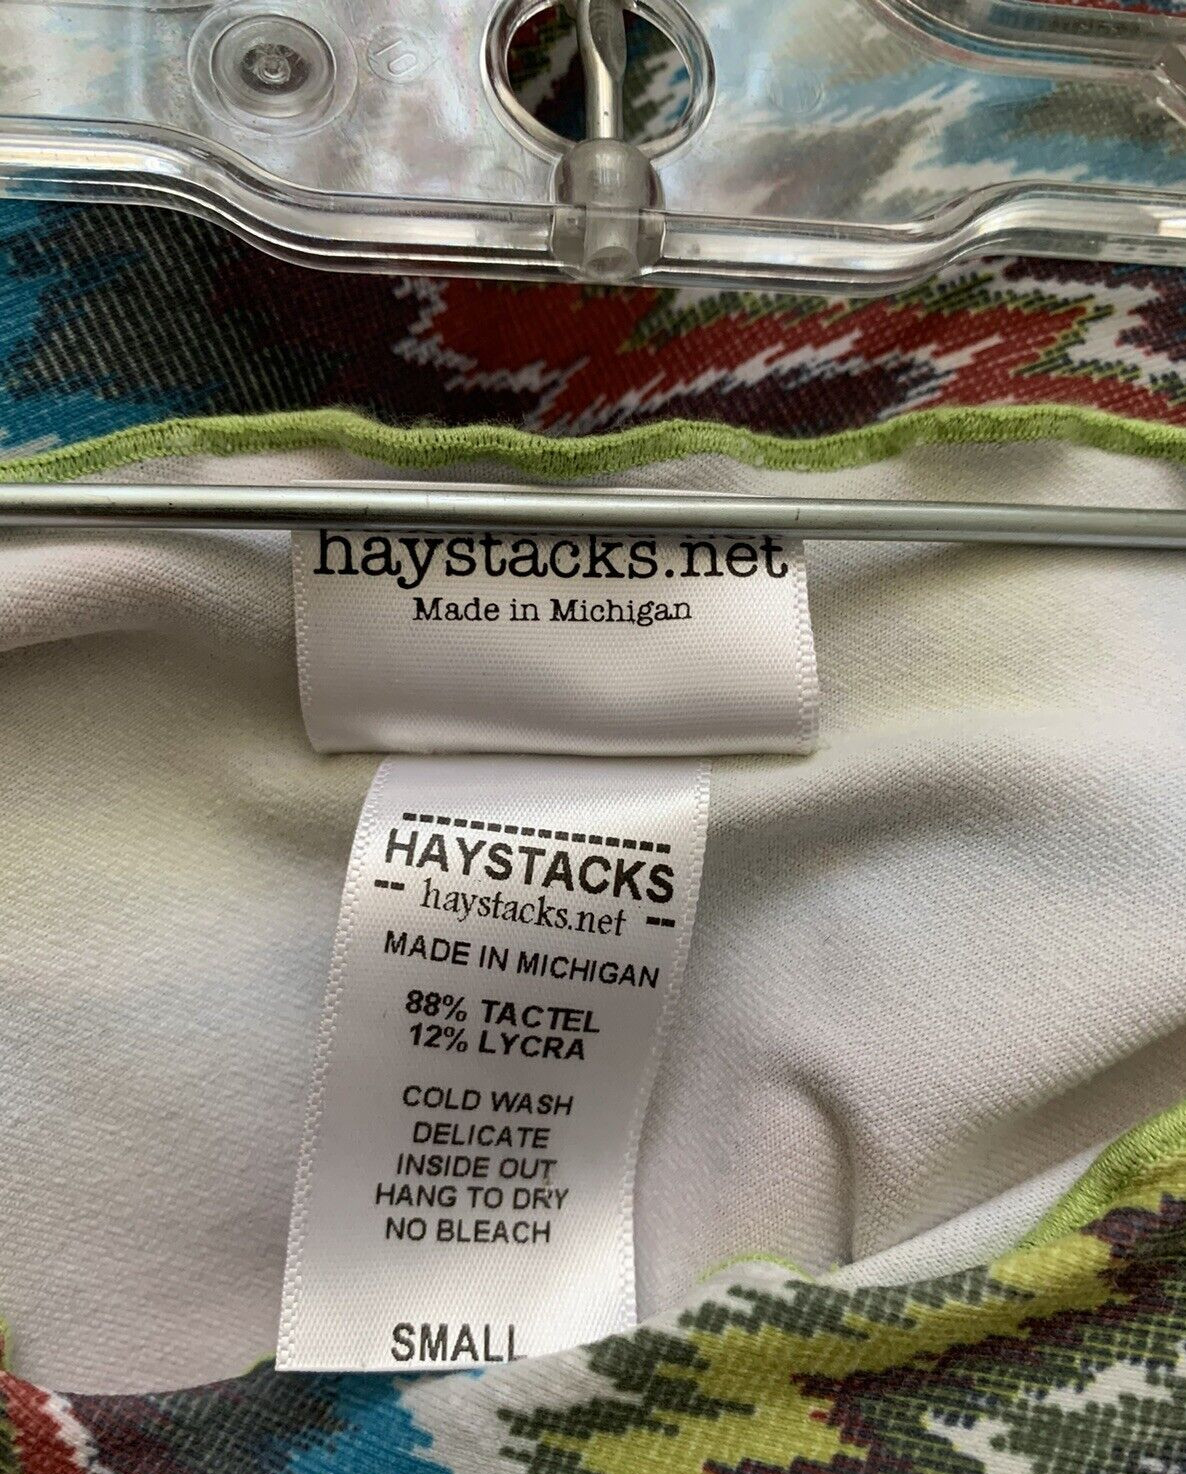 haystacks.net
Made in Michigan
HAYSTACKS
haystacks.net
MADE IN MICHIGAN
88% TACTEL
12% LYCRA
COLD WASH
DELICATE
INSIDE OUT
HANG TO DRY
NO BLEACH
SMALL